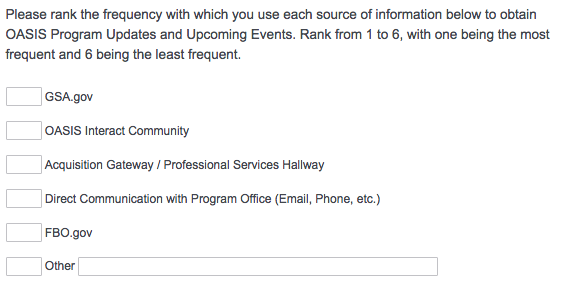 Please rank the frequency with which you use each source of information below to obtain
OASIS Program Updates and Upcoming Events. Rank from 1 to 6, with one being the most
frequent and 6 being the least frequent.
GSA.gov
OASIS Interact Community
Acquisition Gateway / Professional Services Hallway
Direct Communication with Program Office (Email, Phone, etc.)
FBO.gov
Other